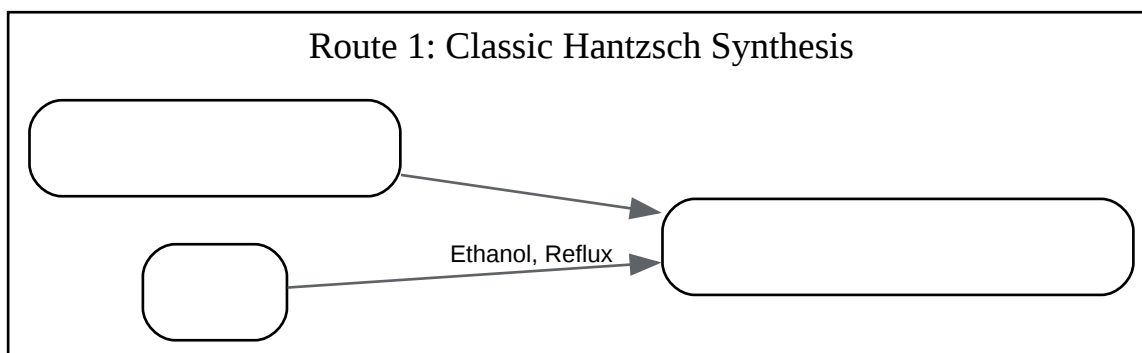 Route 1: Classic Hantzsch Synthesis
Ethanol, Reflux